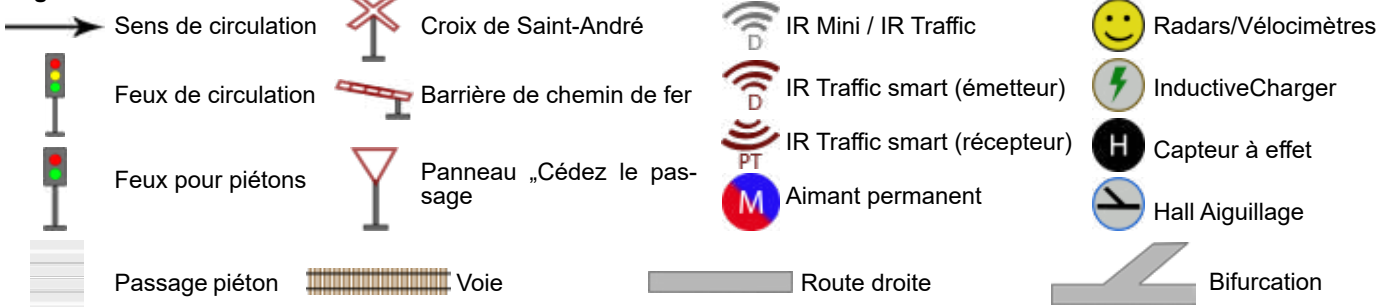 Sens de circulation
Croix de Saint-André
D
IR Mini / IR Traffic
Radars/Vélocimètres
Feux de circulation
Barrière de chemin de fer
D
IR Traffic smart (émetteur)
InductiveCharger
PT
IR Traffic smart (récepteur)
H
Capteur à effet
Feux pour piétons
Panneau „Cédez le pas-
sage
M
Aimant permanent
Hall Aiguillage
Passage piéton
Voie
Route droite
Bifurcation